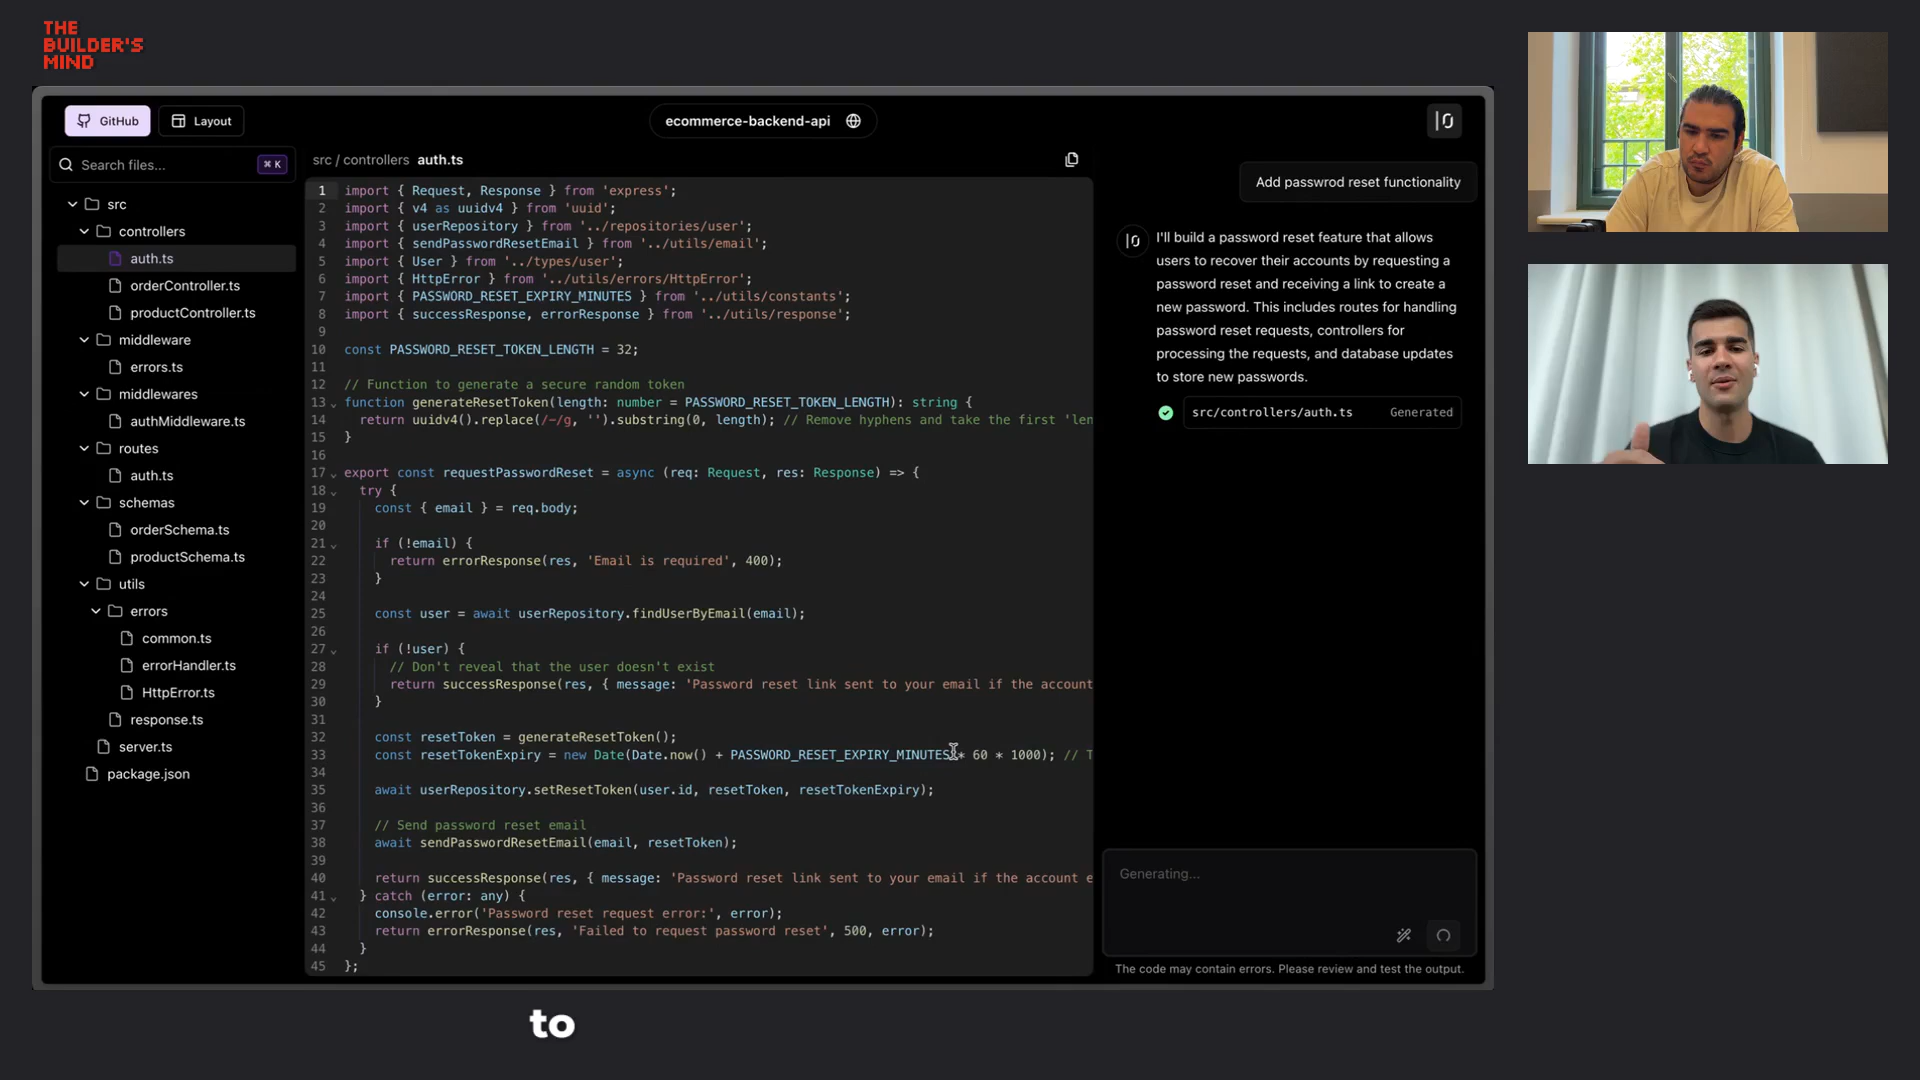 THE
BUILDER'S
MIND
GitHub
Layout
ecommerce-backend-api
Search files...
⌘ K
src
controllers
auth.ts
orderController.ts
productController.ts
middleware
errors.ts
middlewares
authMiddleware.ts
routes
auth.ts
schemas
orderSchema.ts
productSchema.ts
utils
errors
common.ts
errorHandler.ts
HttpError.ts
response.ts
server.ts
package.json
src / controllers auth.ts
1 import { Request, Response } from 'express';
2 import { v4 as uuidv4 } from 'uuid';
3 import { userRepository } from '../repositories/user';
4 import { sendPasswordResetEmail } from '../utils/email';
5 import { User } from '../types/user';
6 import { HttpError } from '../utils/errors/HttpError';
7 import { PASSWORD_RESET_EXPIRY_MINUTES } from '../utils/constants';
8 import { successResponse, errorResponse } from '../utils/response';
9
10 const PASSWORD_RESET_TOKEN_LENGTH = 32;
11
12 // Function to generate a secure random token
13 function generateResetToken(length: number = PASSWORD_RESET_TOKEN_LENGTH): string {
14 return uuidv4().replace(/-/g, '').substring(0, length); // Remove hyphens and take the first 'len
15 }
16
17 export const requestPasswordReset = async (req: Request, res: Response) => {
18 try {
19 const { email } = req.body;
20
21 if (!email) {
22 return errorResponse(res, 'Email is required', 400);
23 }
24
25 const user = await userRepository.findUserByEmail(email);
26
27 if (!user) {
28 // Don't reveal that the user doesn't exist
29 return successResponse(res, { message: 'Password reset link sent to your email if the account
30 }
31
32 const resetToken = generateResetToken();
33 const resetTokenExpiry = new Date(Date.now() + PASSWORD_RESET_EXPIRY_MINUTES * 60 * 1000); // T
34
35 await userRepository.setResetToken(user.id, resetToken, resetTokenExpiry);
36
37 // Send password reset email
38 await sendPasswordResetEmail(email, resetToken);
39
40 return successResponse(res, { message: 'Password reset link sent to your email if the account e
41 } catch (error: any) {
42 console.error('Password reset request error:', error);
43 return errorResponse(res, 'Failed to request password reset', 500, error);
44 }
45 };
Add passwrod reset functionality
I'll build a password reset feature that allows
users to recover their accounts by requesting a
password reset and receiving a link to create a
new password. This includes routes for handling
password reset requests, controllers for
processing the requests, and database updates
to store new passwords.
src/controllers/auth.ts Generated
Generating...
The code may contain errors. Please review and test the output.
to